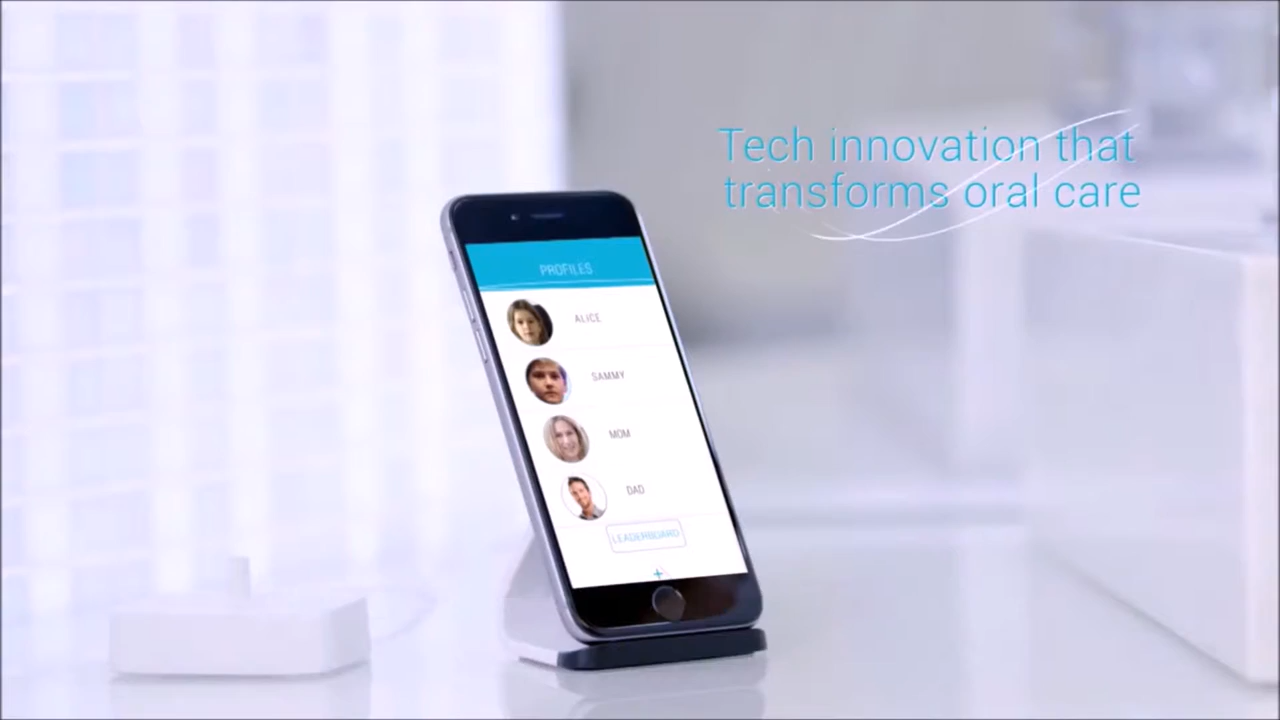 Tech innovation that
transforms oral care
PROFILES
ALICE
SAMMY
MOM
DAD
LEADERBOARD
+